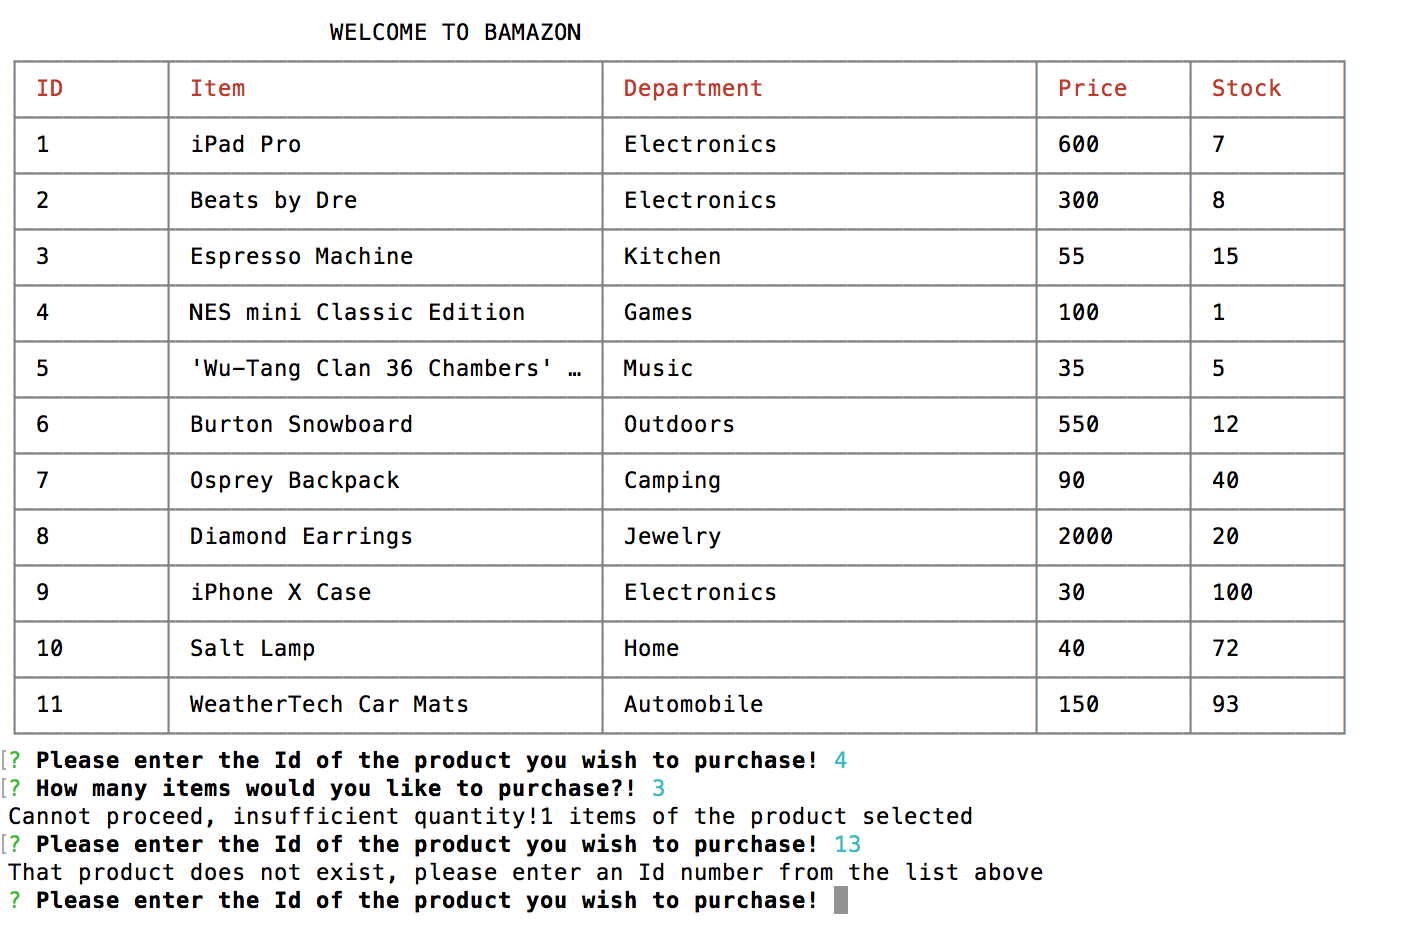 WELCOME TO BAMAZON
ID Item Department Price Stock
1 iPad Pro Electronics 600 7
2 Beats by Dre Electronics 300 8
3 Espresso Machine Kitchen 55 15
4 NES mini Classic Edition Games 100 1
5 'Wu-Tang Clan 36 Chambers' … Music 35 5
6 Burton Snowboard Outdoors 550 12
7 Osprey Backpack Camping 90 40
8 Diamond Earrings Jewelry 2000 20
9 iPhone X Case Electronics 30 100
10 Salt Lamp Home 40 72
11 WeatherTech Car Mats Automobile 150 93
[? Please enter the Id of the product you wish to purchase! 4
[? How many items would you like to purchase?! 3
Cannot proceed, insufficient quantity!1 items of the product selected
[? Please enter the Id of the product you wish to purchase! 13
That product does not exist, please enter an Id number from the list above
? Please enter the Id of the product you wish to purchase!